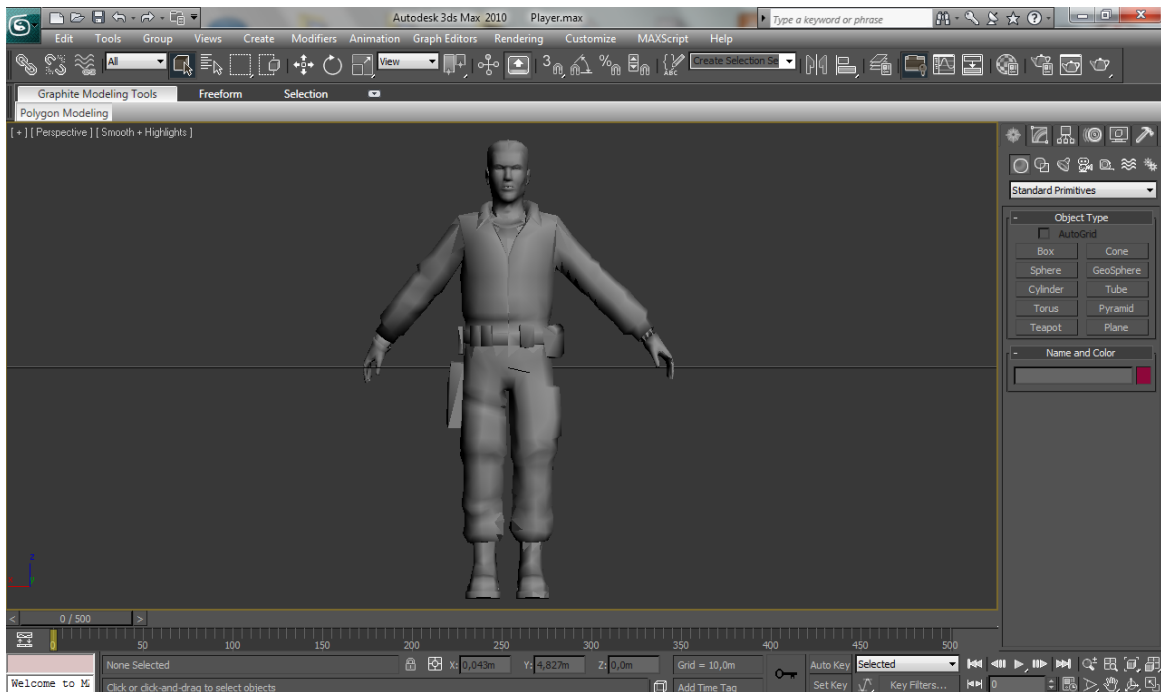 Autodesk 3ds Max 2010 Player.max Type a keyword or phrase
Edit Tools Group Views Create Modifiers Animation Graph Editors Rendering Customize MAXScript Help
All View 3 Create Selection Se
Graphite Modeling Tools Freeform Selection
Polygon Modeling
[ + ] [ Perspective ] [ Smooth + Highlights ]
Standard Primitives
- Object Type
AutoGrid
Box Cone
Sphere GeoSphere
Cylinder Tube
Torus Pyramid
Teapot Plane
- Name and Color
z
< 0 / 500 >
0 50 100 150 200 250 300 350 400 450 500
None Selected X: 0,043m Y: 4,827m Z: 0,0m Grid = 10,0m Auto Key Selected
Welcome to M Click or click-and-drag to select objects Add Time Tag Set Key Key Filters... 0